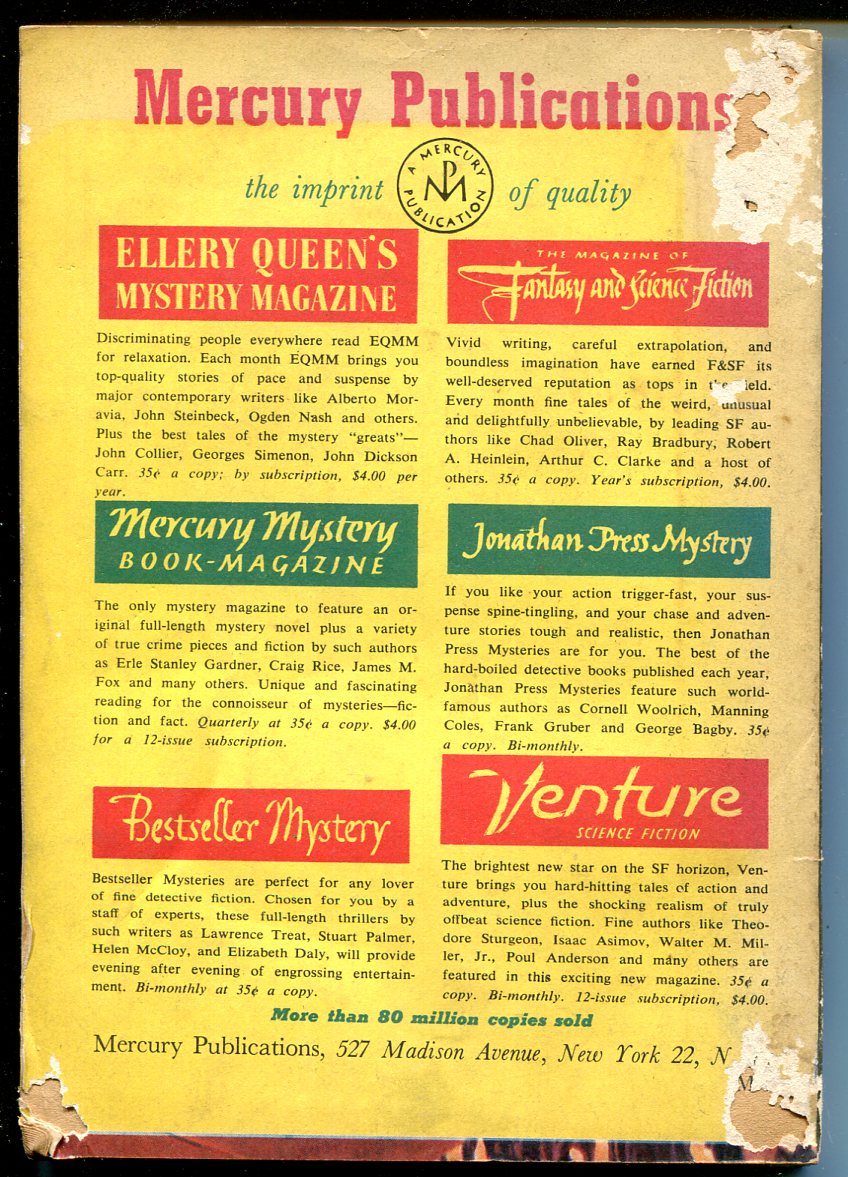 Mercury Publications
the imprint
A MERCURY PUBLICATION
MP
of quality
ELLERY QUEEN'S
MYSTERY MAGAZINE
Discriminating people everywhere read EQMM
for relaxation. Each month EQMM brings you
top-quality stories of pace and suspense by
major contemporary writers like Alberto Mor-
avia, John Steinbeck, Ogden Nash and others.
Plus the best tales of the mystery "greats"—
John Collier, Georges Simenon, John Dickson
Carr. 35¢ a copy; by subscription, $4.00 per
year.
THE MAGAZINE OF
Fantasy and Science Fiction
Vivid writing, careful extrapolation, and
boundless imagination have earned F&SF its
well-deserved reputation as tops in
Every month fine tales of the weird, unusual
and delightfully unbelievable, by leading SF au-
thors like Chad Oliver, Ray Bradbury, Robert
A. Heinlein, Arthur C. Clarke and a host of
others. 35¢ a copy. Year's subscription, $4.00.
Mercury Mystery
BOOK-MAGAZINE
The only mystery magazine to feature an or-
iginal full-length mystery novel plus a variety
of true crime pieces and fiction by such authors
as Erle Stanley Gardner, Craig Rice, James M.
Fox and many others. Unique and fascinating
reading for the connoisseur of mysteries—fic-
tion and fact. Quarterly at 35¢ a copy. $4.00
for a 12-issue subscription.
Jonathan Press Mystery
If you like your action trigger-fast, your sus-
pense spine-tingling, and your chase and adven-
ture stories tough and realistic, then Jonathan
Press Mysteries are for you. The best of the
hard-boiled detective books published each year,
Jonathan Press Mysteries feature such world-
famous authors as Cornell Woolrich, Manning
Coles, Frank Gruber and George Bagby. 35¢
a copy. Bi-monthly.
Bestseller Mystery
Bestseller Mysteries are perfect for any lover
of fine detective fiction. Chosen for you by a
staff of experts, these full-length thrillers by
such writers as Lawrence Treat, Stuart Palmer,
Helen McCloy, and Elizabeth Daly, will provide
evening after evening of engrossing entertain-
ment. Bi-monthly at 35¢ a copy.
Venture
SCIENCE FICTION
The brightest new star on the SF horizon, Ven-
ture brings you hard-hitting tales of action and
adventure, plus the shocking realism of truly
offbeat science fiction. Fine authors like Theo-
dore Sturgeon, Isaac Asimov, Walter M. Mil-
ler, Jr., Poul Anderson and many others are
featured in this exciting new magazine. 35¢ a
copy. Bi-monthly. 12-issue subscription, $4.00.
More than 80 million copies sold
Mercury Publications, 527 Madison Avenue, New York 22, N